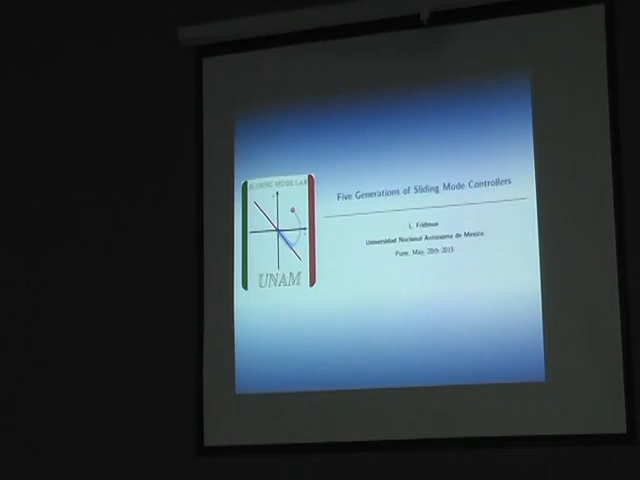 SLIDING MODE LAB
UNAM
Five Generations of Sliding Mode Controllers
L. Fridman
Universidad Nacional Autonoma de Mexico
Pune, May, 28th 2015